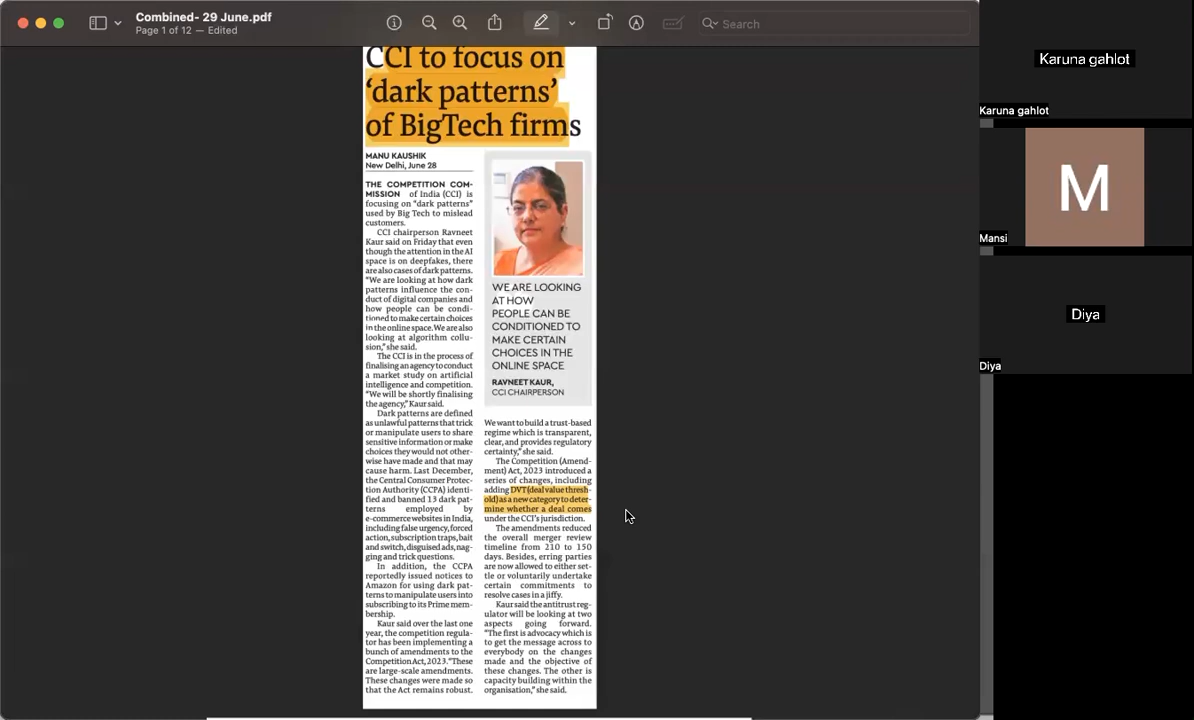 Combined- 29 June.pdf
Page 1 of 12 — Edited
Search
CCI to focus on
‘dark patterns’
of BigTech firms
MANU KAUSHIK
New Delhi, June 28
THE COMPETITION COM-
MISSION of India (CCI) is
focusing on “dark patterns”
used by Big Tech to mislead
customers.
CCI chairperson Ravneet
Kaur said on Friday that even
though the attention in the AI
space is on deepfakes, there
are also cases of dark patterns.
“We are looking at how dark
patterns influence the con-
duct of digital companies and
how people can be condi-
tioned to make certain choices
in the online space. We are also
looking at algorithm collu-
sion,” she said.
The CCI is in the process of
finalising an agency to conduct
a market study on artificial
intelligence and competition.
“We will be shortly finalising
the agency,” Kaur said.
Dark patterns are defined
as unlawful patterns that trick
or manipulate users to share
sensitive information or make
choices they would not other-
wise have made and that may
cause harm. Last December,
the Central Consumer Protec-
tion Authority (CCPA) identi-
fied and banned 13 dark pat-
terns employed by
e-commerce websites in India,
including false urgency, forced
action, subscription traps, bait
and switch, disguised ads, nag-
ging and trick questions.
In addition, the CCPA
reportedly issued notices to
Amazon for using dark pat-
terns to manipulate users into
subscribing to its Prime mem-
bership.
Kaur said over the last one
year, the competition regula-
tor has been implementing a
bunch of amendments to the
Competition Act, 2023. “These
are large-scale amendments.
These changes were made so
that the Act remains robust.
WE ARE LOOKING
AT HOW
PEOPLE CAN BE
CONDITIONED TO
MAKE CERTAIN
CHOICES IN THE
ONLINE SPACE
RAVNEET KAUR,
CCI CHAIRPERSON
We want to build a trust-based
regime which is transparent,
clear, and provides regulatory
certainty,” she said.
The Competition (Amend-
ment) Act, 2023 introduced a
series of changes, including
adding DVT (deal value thresh-
old) as a new category to deter-
mine whether a deal comes
under the CCI’s jurisdiction.
The amendments reduced
the overall merger review
timeline from 210 to 150
days. Besides, erring parties
are now allowed to either set-
tle or voluntarily undertake
certain commitments to
resolve cases in a jiffy.
Kaur said the antitrust reg-
ulator will be looking at two
aspects going forward.
“The first is advocacy which is
to get the message across to
everybody on the changes
made and the objective of
these changes. The other is
capacity building within the
organisation,” she said.
Karuna gahlot
Karuna gahlot
M
Mansi
Diya
Diya